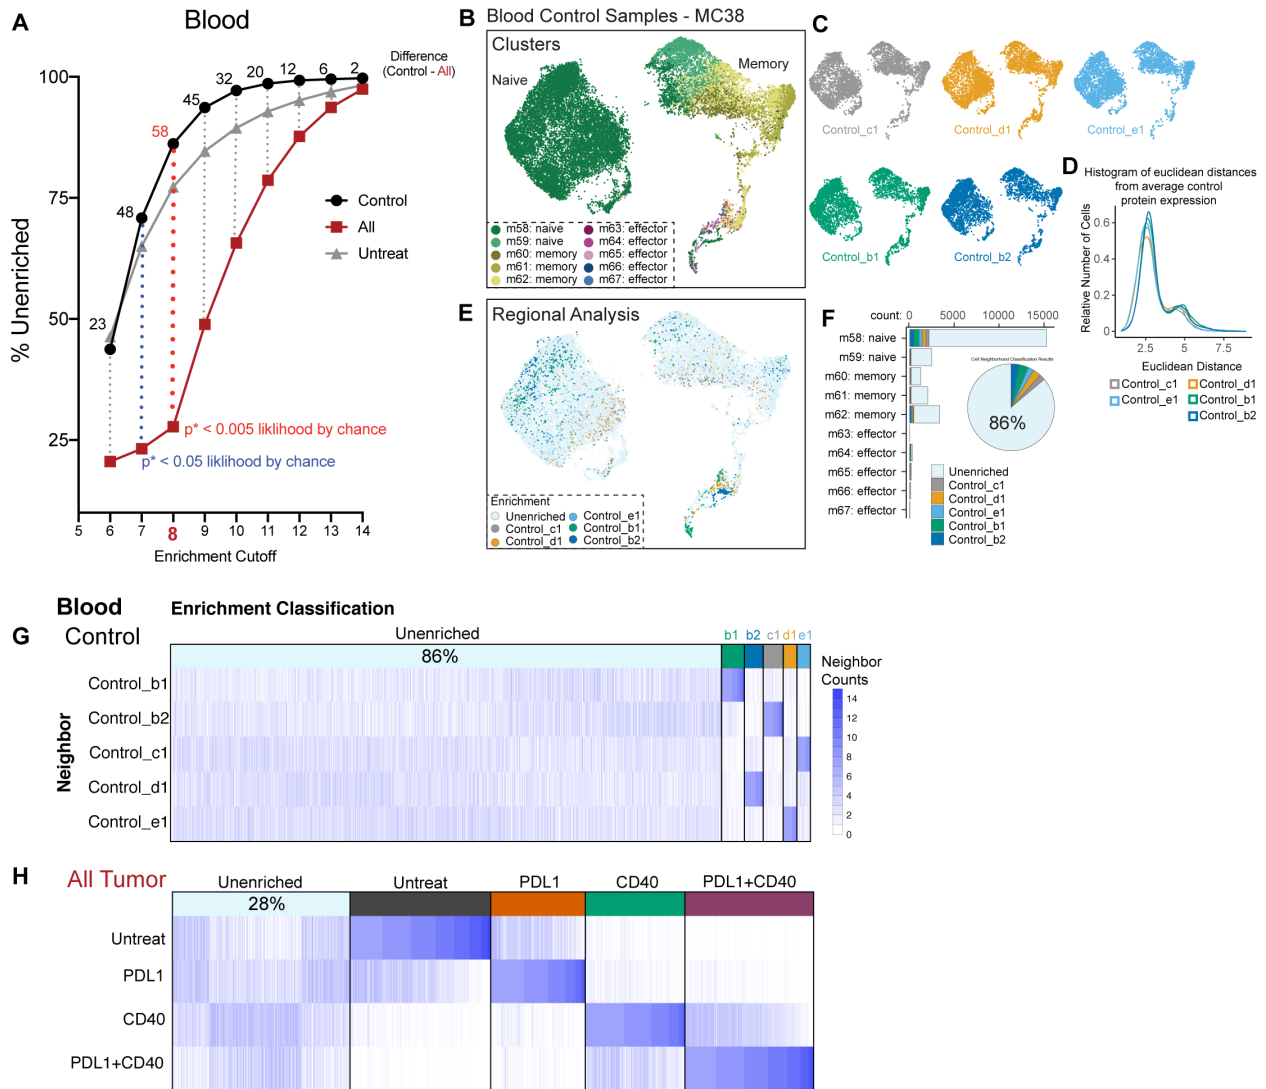 A
Blood
Difference
(Control - All)
100
75
50
25
% Unenriched
23
48
58
45
32
20
12
6
2
Control
All
Untreat
p* < 0.005 liklihood by chance
p* < 0.05 liklihood by chance
5
6
7
8
9
10
11
12
13
14
Enrichment Cutoff
B
Blood Control Samples - MC38
Clusters
Naive
Memory
m58: naive
m59: naive
m60: memory
m61: memory
m62: memory
m63: effector
m64: effector
m65: effector
m66: effector
m67: effector
C
Control_c1
Control_d1
Control_e1
Control_b1
Control_b2
D
Histogram of euclidean distances
from average control
protein expression
Relative Number of Cells
0.6
0.4
0.2
0
2.5
5
7.5
Euclidean Distance
Control_c1
Control_e1
Control_d1
Control_b1
Control_b2
E
Regional Analysis
Enrichment
Unenriched
Control_c1
Control_d1
Control_e1
Control_b1
Control_b2
F
count:
0
5000
10000
15000
m58: naive
m59: naive
m60: memory
m61: memory
m62: memory
m63: effector
m64: effector
m65: effector
m66: effector
m67: effector
Cell Neighborhood Classification Results
86%
Unenriched
Control_c1
Control_d1
Control_e1
Control_b1
Control_b2
Blood
Enrichment Classification
G
Control
Unenriched
b1
b2
c1
d1
e1
86%
Neighbor
Control_b1
Control_b2
Control_c1
Control_d1
Control_e1
Neighbor
Counts
14
12
10
8
6
4
2
0
H
All Tumor
Unenriched
Untreat
PDL1
CD40
PDL1+CD40
28%
Untreat
PDL1
CD40
PDL1+CD40